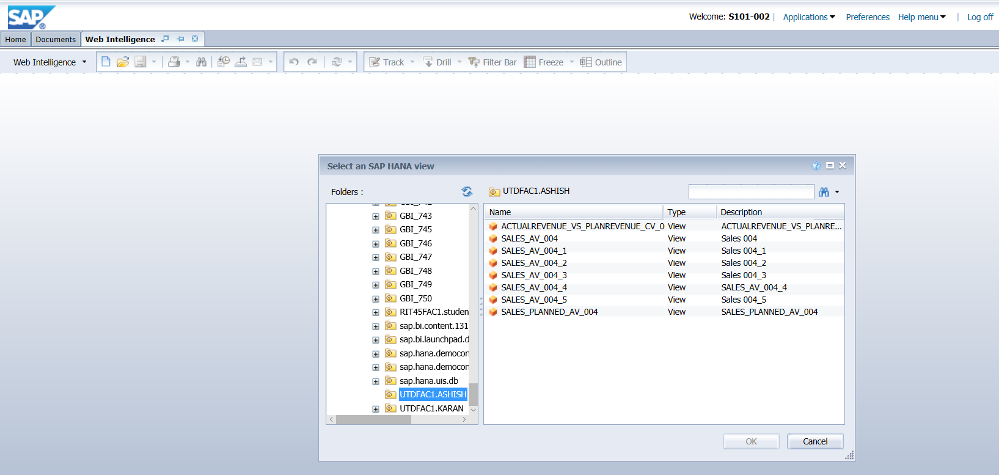 SAP ®
Welcome: S101-002 | Applications Preferences Help menu | Log off
Home Documents Web Intelligence
Web Intelligence Track Drill Filter Bar Freeze Outline
Select an SAP HANA view
Folders :
UTDFAC1.ASHISH
GBI_743
GBI_745
GBI_746
GBI_747
GBI_748
GBI_749
GBI_750
RIT45FAC1.studen
sap.bi.content.131
sap.bi.launchpad.d
sap.hana.democon
sap.hana.democon
sap.hana.uis.db
UTDFAC1.ASHISH
UTDFAC1.KARAN
Name Type Description
ACTUALREVENUE_VS_PLANREVENUE_CV_0 View ACTUALREVENUE_VS_PLANRE...
SALES_AV_004 View Sales 004
SALES_AV_004_1 View Sales 004_1
SALES_AV_004_2 View Sales 004_2
SALES_AV_004_3 View Sales 004_3
SALES_AV_004_4 View SALES_AV_004_4
SALES_AV_004_5 View Sales 004_5
SALES_PLANNED_AV_004 View SALES_PLANNED_AV_004
OK Cancel